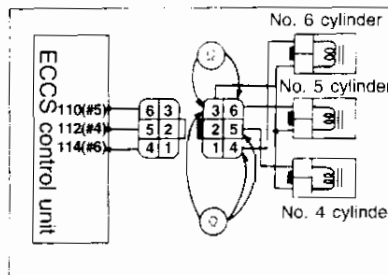 No. 6 cylinder
ECCS control unit
Ω
110(#5)
112(#4)
114(#6)
6 3
5 2
4 1
3 6
2 5
1 4
No. 5 cylinder
Ω
No. 4 cylinder